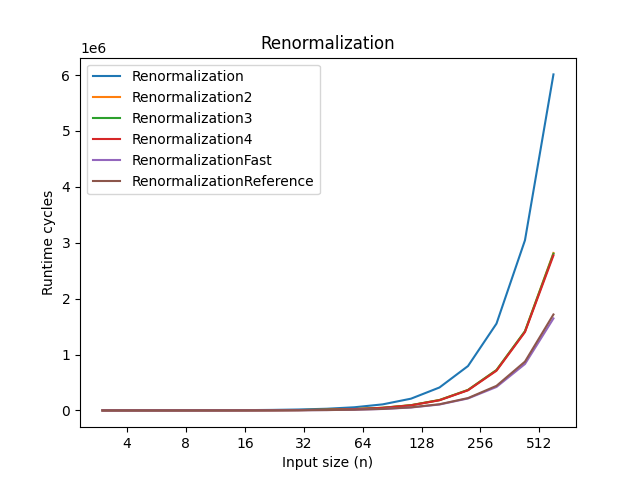 Renormalization
1e6
Renormalization
Renormalization2
Renormalization3
Renormalization4
RenormalizationFast
RenormalizationReference
6
5
4
3
2
1
0
Runtime cycles
4 8 16 32 64 128 256 512
Input size (n)